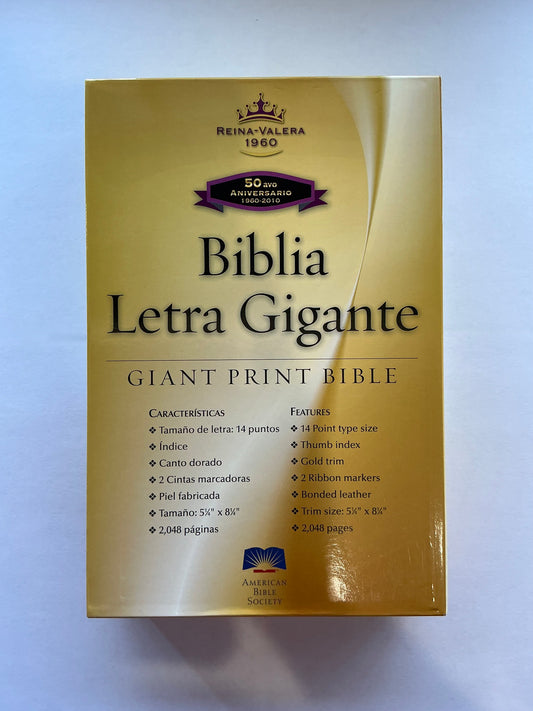 REINA-VALERA
1960
50 avo
ANIVERSARIO
1960-2010
Biblia
Letra Gigante
GIANT PRINT BIBLE
CARACTERÍSTICAS
❖ Tamaño de letra: 14 puntos
❖ Índice
❖ Canto dorado
❖ 2 Cintas marcadoras
❖ Piel fabricada
❖ Tamaño: 5¼" x 8¼"
❖ 2,048 páginas
FEATURES
❖ 14 Point type size
❖ Thumb index
❖ Gold trim
❖ 2 Ribbon markers
❖ Bonded leather
❖ Trim size: 5¼" x 8¼"
❖ 2,048 pages
AMERICAN
BIBLE
SOCIETY